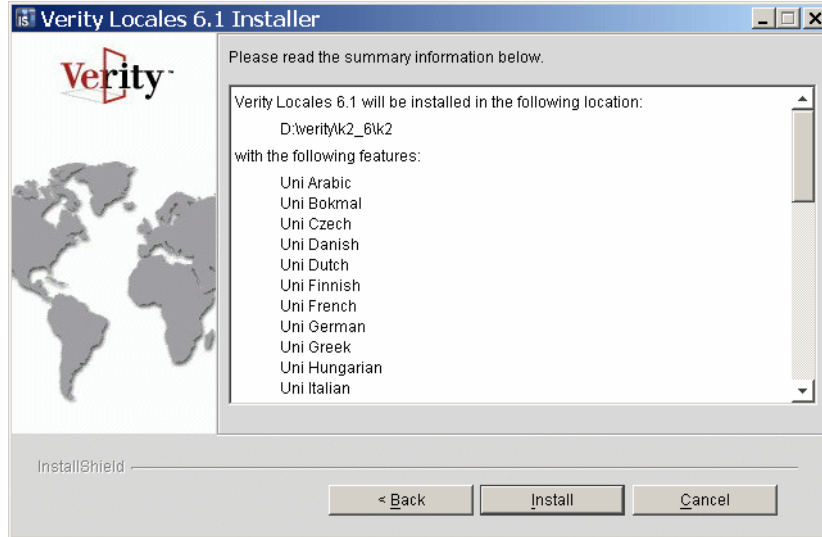 Verity Locales 6.1 Installer
Verity™
Please read the summary information below.
Verity Locales 6.1 will be installed in the following location:
D:\verity\k2_6\k2
with the following features:
Uni Arabic
Uni Bokmal
Uni Czech
Uni Danish
Uni Dutch
Uni Finnish
Uni French
Uni German
Uni Greek
Uni Hungarian
Uni Italian
InstallShield
< Back
Install
Cancel